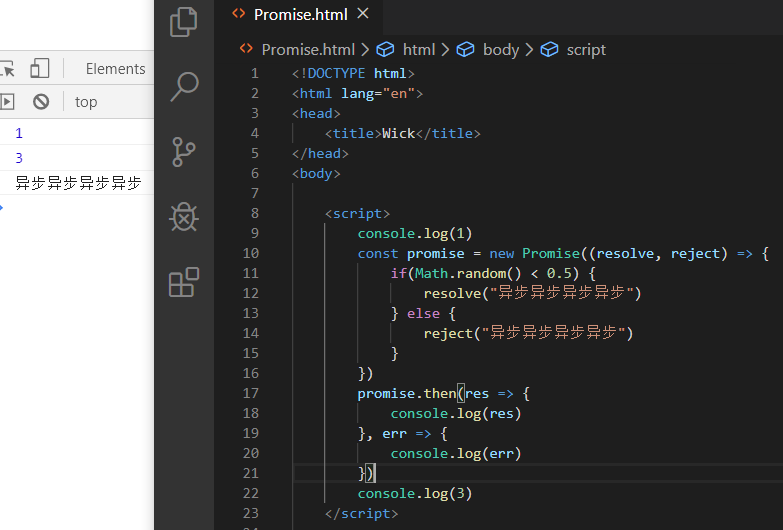 Elements
top
1
3
异步异步异步异步
Promise.html
Promise.html > html > body > script
1 <!DOCTYPE html>
2 <html lang="en">
3 <head>
4 <title>Wick</title>
5 </head>
6 <body>
7
8 <script>
9 console.log(1)
10 const promise = new Promise((resolve, reject) => {
11 if(Math.random() < 0.5) {
12 resolve("异步异步异步异步")
13 } else {
14 reject("异步异步异步异步")
15 }
16 })
17 promise.then(res => {
18 console.log(res)
19 }, err => {
20 console.log(err)
21 })
22 console.log(3)
23 </script>